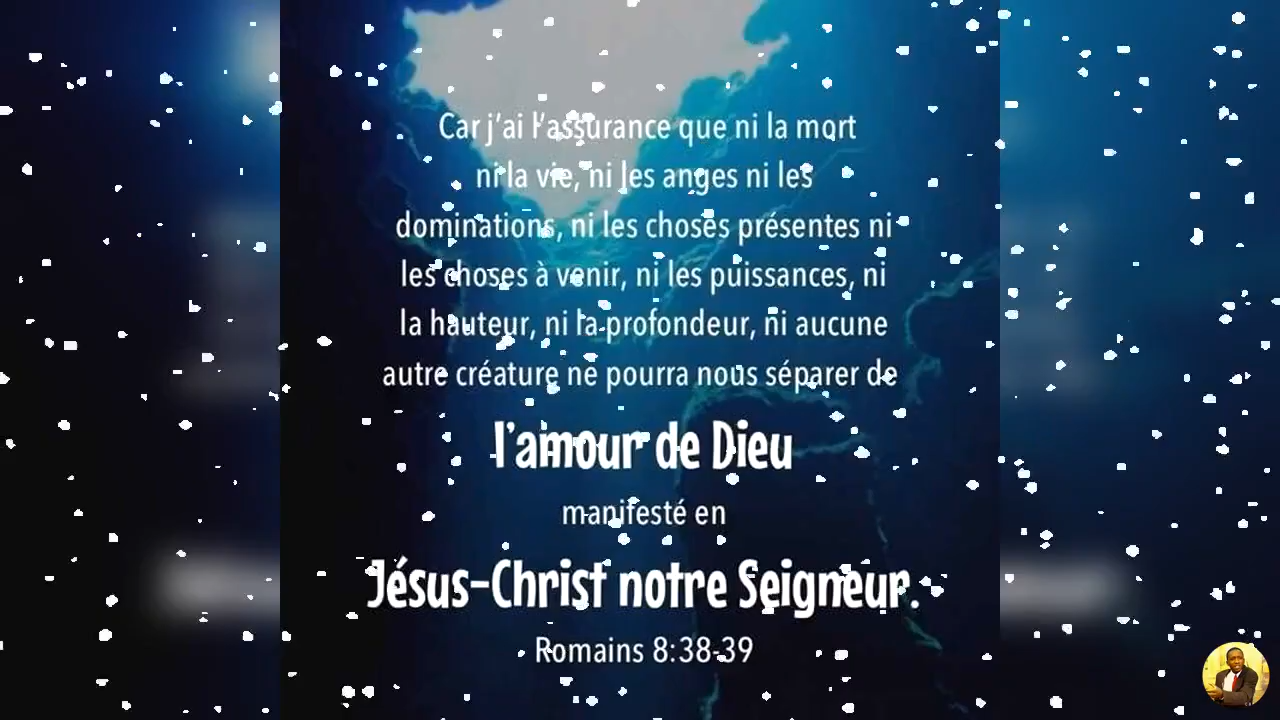 Car j'ai l'assurance que ni la mort
ni la vie, ni les anges ni les
dominations, ni les choses présentes ni
les choses à venir, ni les puissances, ni
la hauteur, ni la profondeur, ni aucune
autre créature ne pourra nous séparer de
l'amour de Dieu
manifesté en
Jésus-Christ notre Seigneur.
Romains 8:38-39